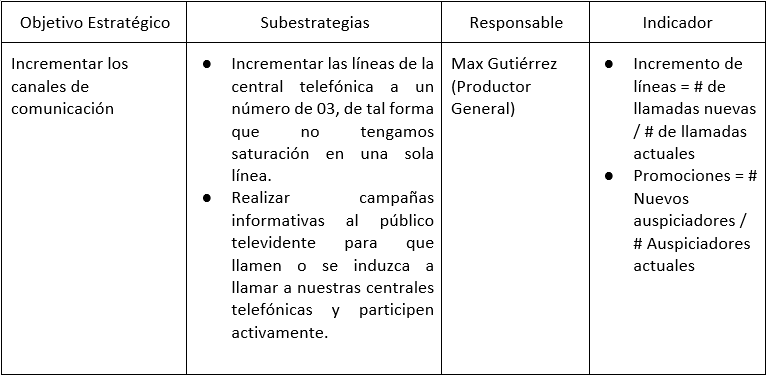 Objetivo Estratégico
Subestrategias
Responsable
Indicador
Incrementar los
canales de
comunicación
● Incrementar las líneas de la
central telefónica a un
número de 03, de tal forma
que no tengamos
saturación en una sola
línea.
● Realizar campañas
informativas al público
televidente para que
llamen o se induzca a
llamar a nuestras centrales
telefónicas y participen
activamente.
Max Gutiérrez
(Productor
General)
● Incremento de
líneas = # de
llamadas nuevas
/ # de llamadas
actuales
● Promociones = #
Nuevos
auspiciadores /
# Auspiciadores
actuales